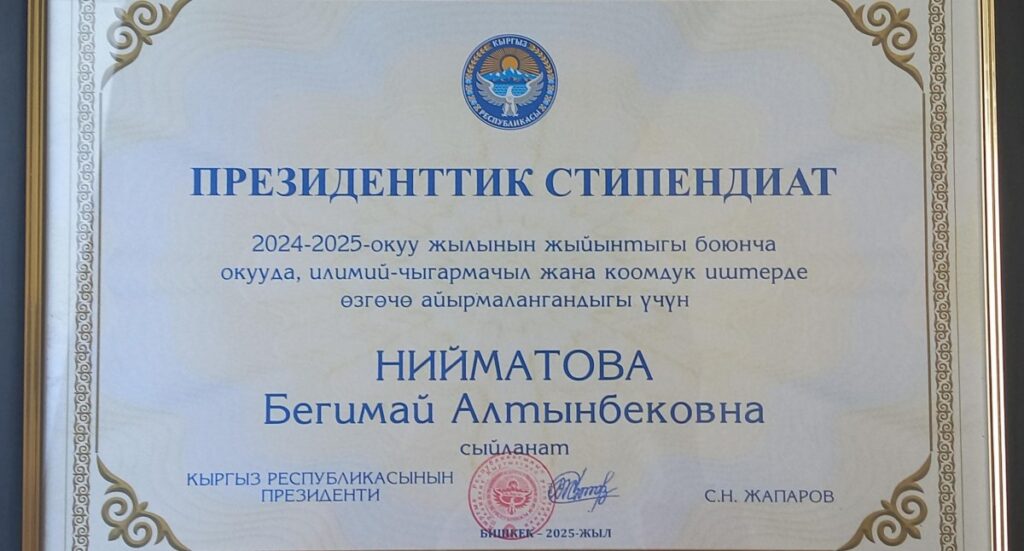 КЫРГЫЗ
РЕСПУБЛИКАСЫ
ПРЕЗИДЕНТТИК СТИПЕНДИАТ
2024-2025-окуу жылынын жыйынтыгы боюнча
окууда, илимий-чыгармачыл жана коомдук иштерде
өзгөчө айырмалангандыгы үчүн
НИЙМАТОВА
Бегимай Алтынбековна
сыйланат
КЫРГЫЗ РЕСПУБЛИКАСЫНЫН
ПРЕЗИДЕНТИ
С.Н. ЖАПАРОВ
БИШКЕК – 2025-ЖЫЛ